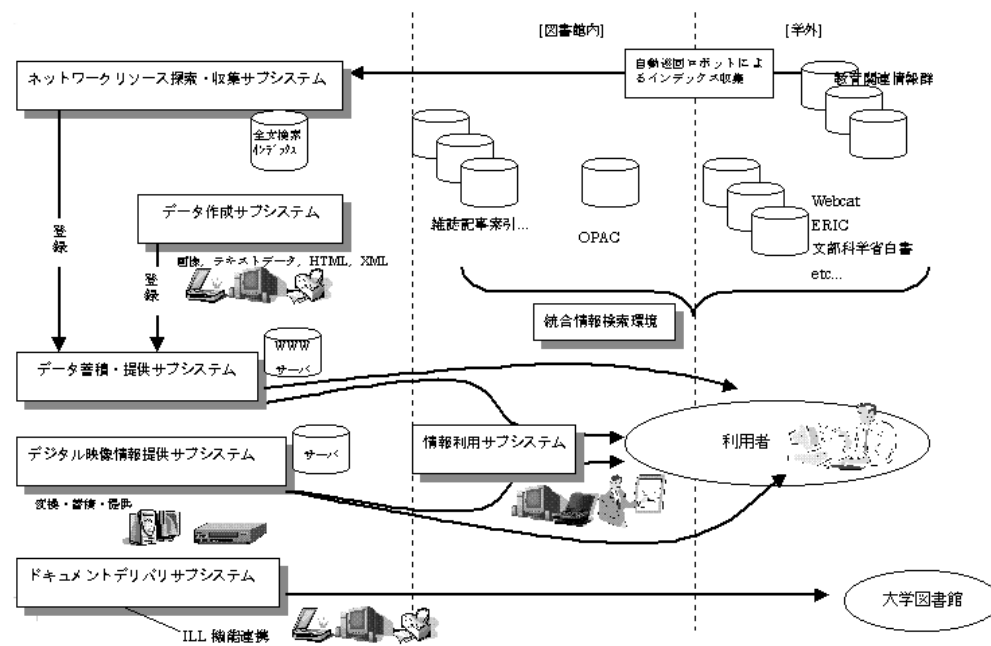 [図書館内]
[学外]
ネットワークリソース探索・収集サブシステム
自動巡回ロボットによ
るインデックス収集
教育関連情報群
全文検索
インデックス
データ作成サブシステム
登
録
画像，テキストデータ，HTML，XML
登
録
雑誌記事索引...
OPAC
Webcat
ERIC
文部科学省白書
etc...
統合情報検索環境
データ蓄積・提供サブシステム
WWW
サーバ
デジタル映像情報提供サブシステム
サーバ
情報利用サブシステム
利用者
変換・蓄積・提供
ドキュメントデリバリサブシステム
大学図書館
ILL 機能連携